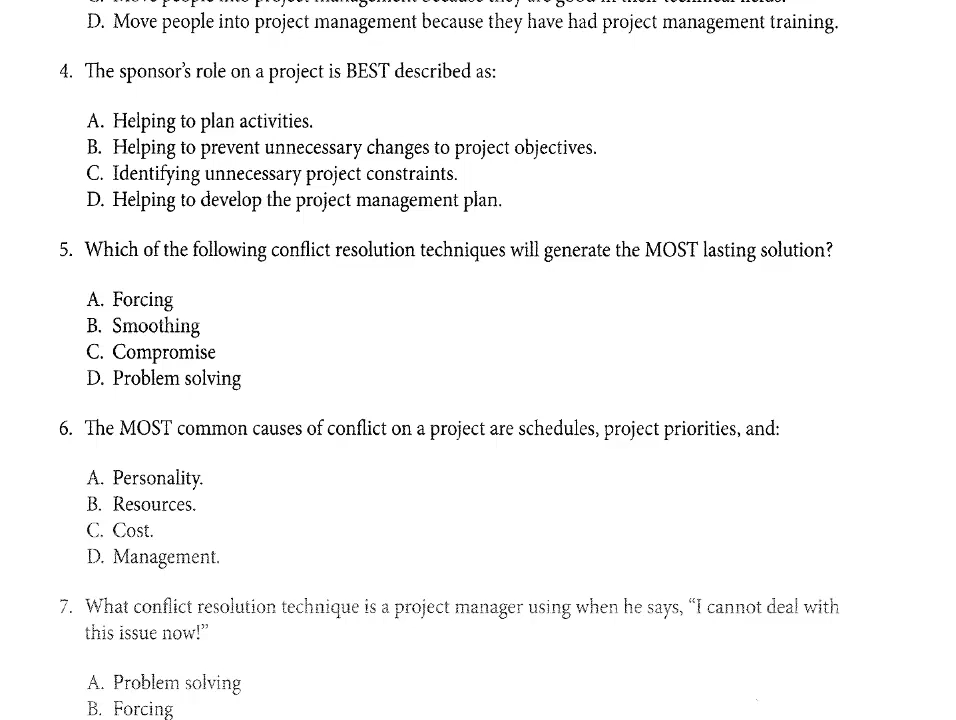 D. Move people into project management because they have had project management training.
4. The sponsor's role on a project is BEST described as:
A. Helping to plan activities.
B. Helping to prevent unnecessary changes to project objectives.
C. Identifying unnecessary project constraints.
D. Helping to develop the project management plan.
5. Which of the following conflict resolution techniques will generate the MOST lasting solution?
A. Forcing
B. Smoothing
C. Compromise
D. Problem solving
6. The MOST common causes of conflict on a project are schedules, project priorities, and:
A. Personality.
B. Resources.
C. Cost.
D. Management.
7. What conflict resolution technique is a project manager using when he says, “I cannot deal with
this issue now!”
A. Problem solving
B. Forcing